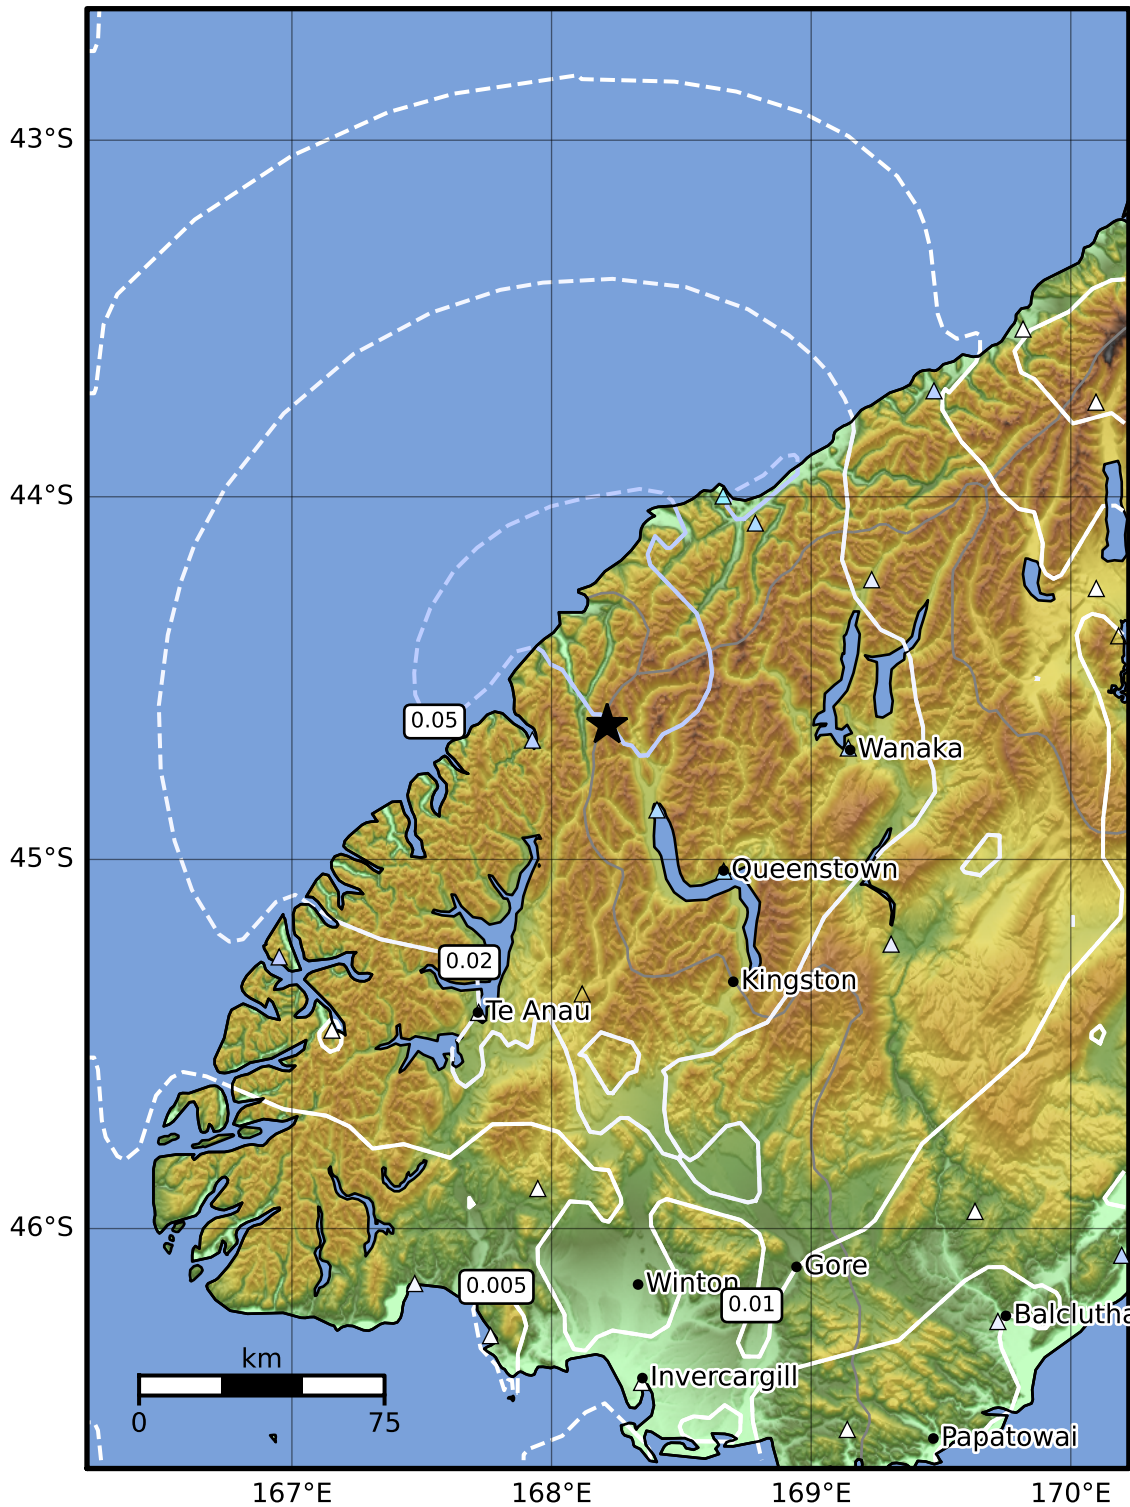 43°S
44°S
0.05
Wanaka
45°S
Queenstown
0.02
Kingston
Te Anau
46°S
Gore
Winton
0.005
0.01
Balclutha
km
Invercargill
0
75
Papatowai
167°E
168°E
169°E
170°E